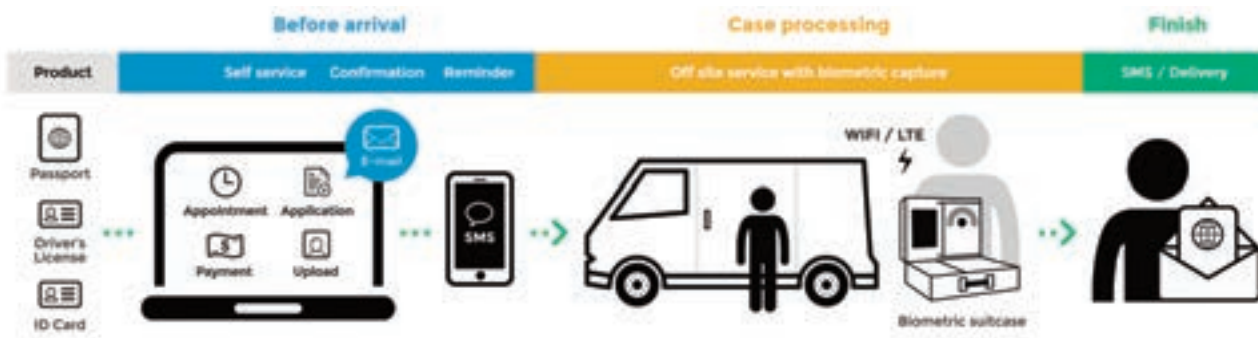 Before arrival
Case processing
Finish
Product
Self service
Confirmation
Reminder
Off site service with biometric capture
SMS / Delivery
Passport
Driver's
License
ID Card
E-mail
Appointment
Application
Payment
Upload
SMS
WIFI / LTE
Biometric suitcase